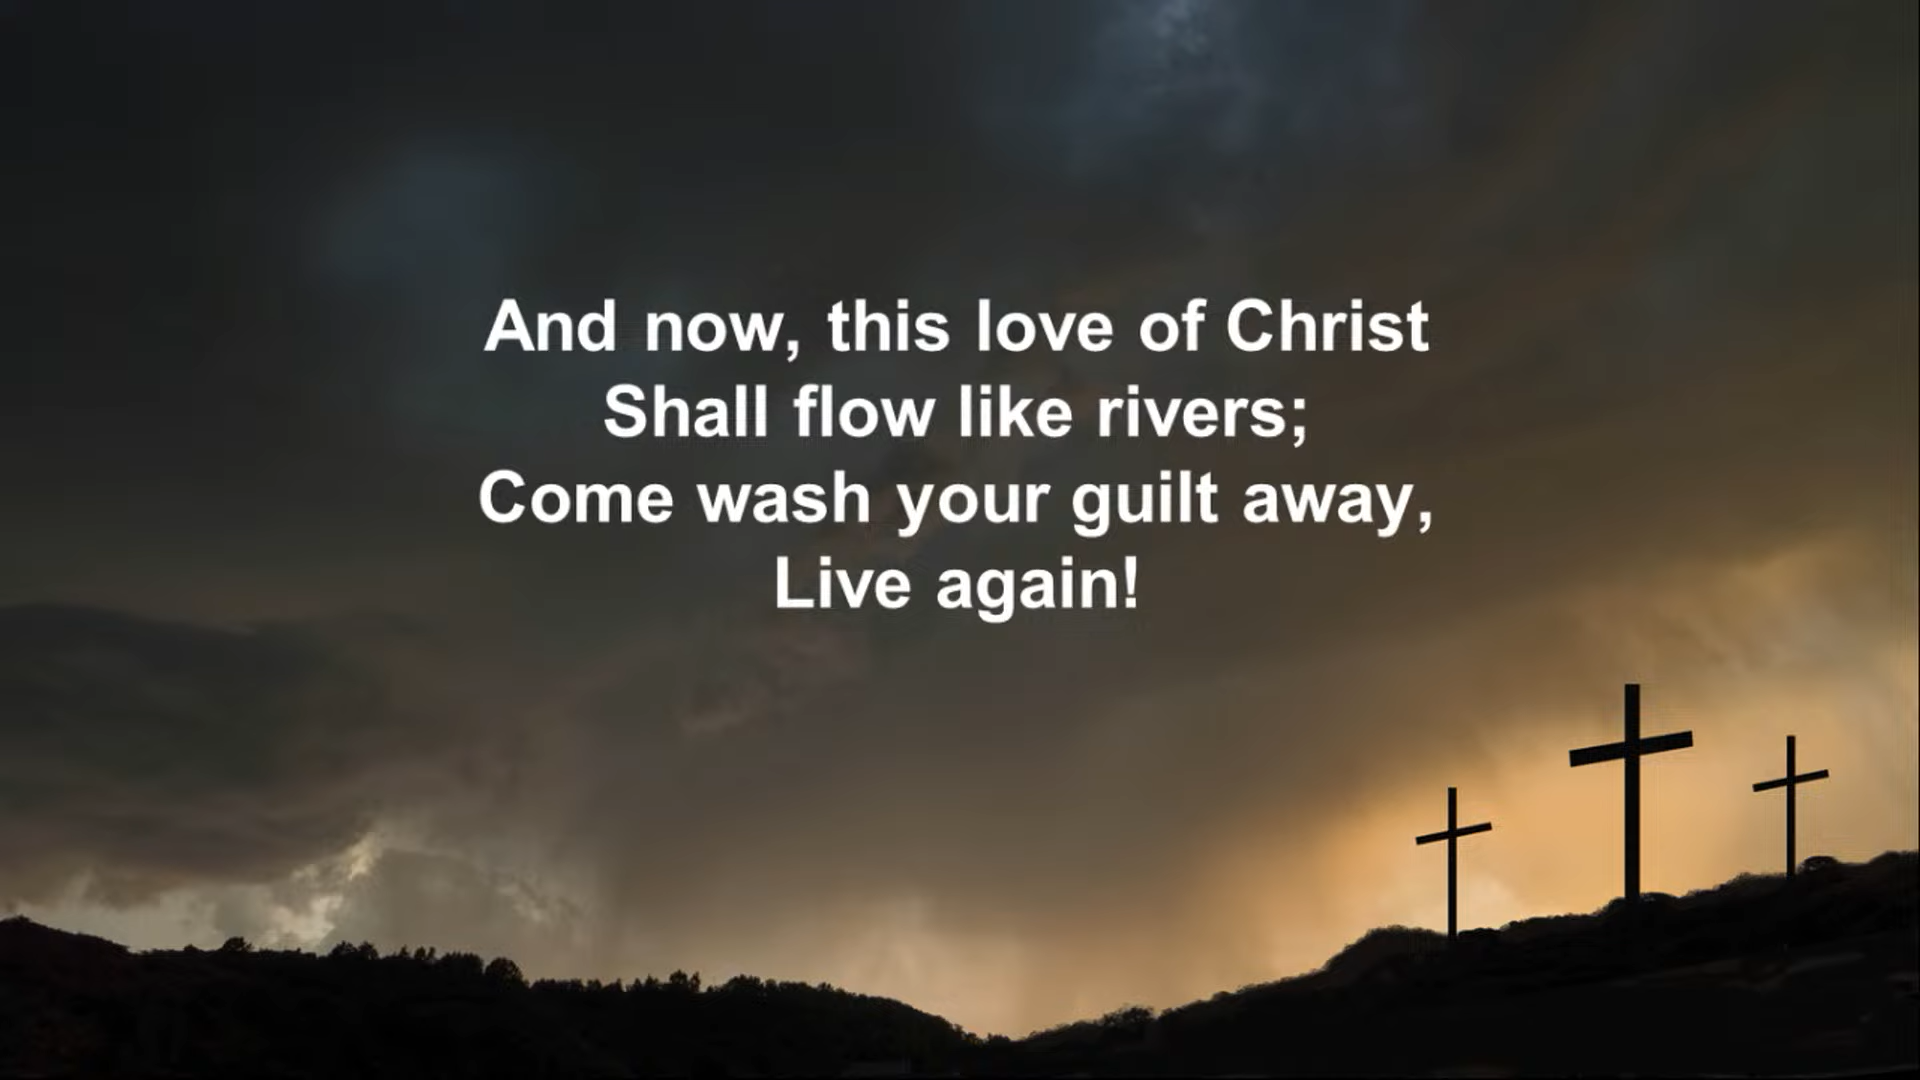 And now, this love of Christ
Shall flow like rivers;
Come wash your guilt away,
Live again!